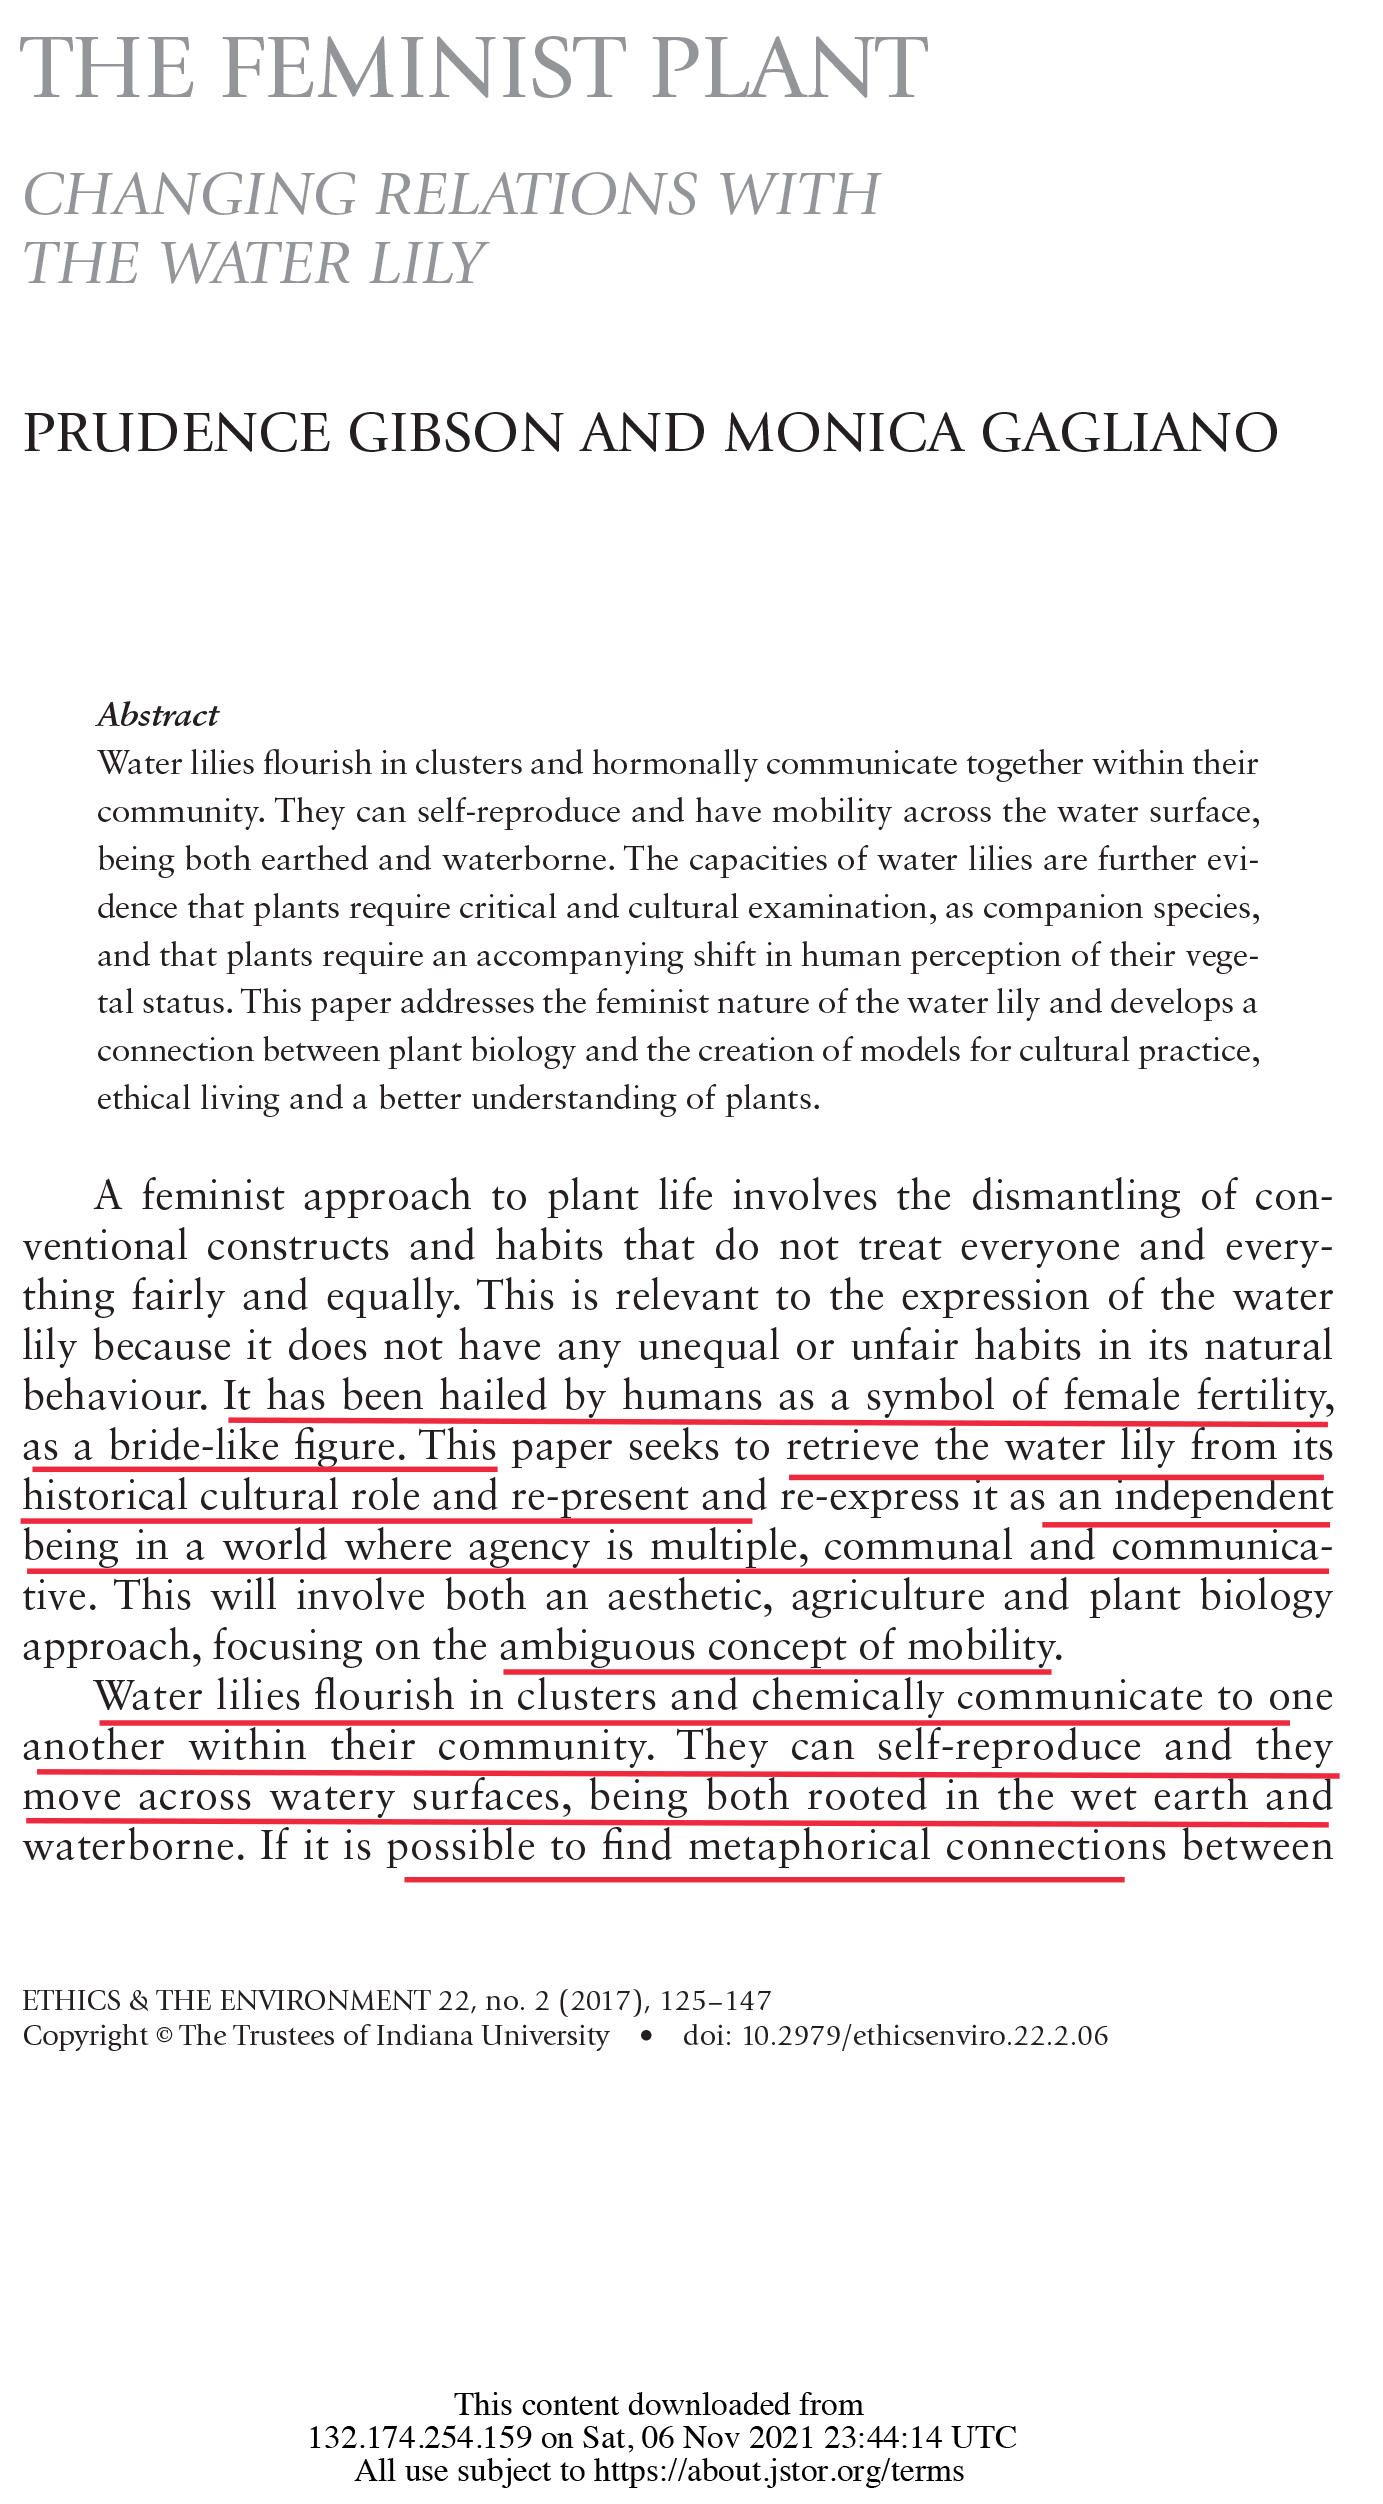 THE FEMINIST PLANT
CHANGING RELATIONS WITH
THE WATER LILY
PRUDENCE GIBSON AND MONICA GAGLIANO
Abstract
Water lilies flourish in clusters and hormonally communicate together within their
community. They can self-reproduce and have mobility across the water surface,
being both earthed and waterborne. The capacities of water lilies are further evi-
dence that plants require critical and cultural examination, as companion species,
and that plants require an accompanying shift in human perception of their vege-
tal status. This paper addresses the feminist nature of the water lily and develops a
connection between plant biology and the creation of models for cultural practice,
ethical living and a better understanding of plants.
A feminist approach to plant life involves the dismantling of con-
ventional constructs and habits that do not treat everyone and every-
thing fairly and equally. This is relevant to the expression of the water
lily because it does not have any unequal or unfair habits in its natural
behaviour. It has been hailed by humans as a symbol of female fertility,
as a bride-like figure. This paper seeks to retrieve the water lily from its
historical cultural role and re-present and re-express it as an independent
being in a world where agency is multiple, communal and communica-
tive. This will involve both an aesthetic, agriculture and plant biology
approach, focusing on the ambiguous concept of mobility.
Water lilies flourish in clusters and chemically communicate to one
another within their community. They can self-reproduce and they
move across watery surfaces, being both rooted in the wet earth and
waterborne. If it is possible to find metaphorical connections between
ETHICS & THE ENVIRONMENT 22, no. 2 (2017), 125–147
Copyright © The Trustees of Indiana University • doi: 10.2979/ethicsenviro.22.2.06
This content downloaded from
132.174.254.159 on Sat, 06 Nov 2021 23:44:14 UTC
All use subject to https://about.jstor.org/terms